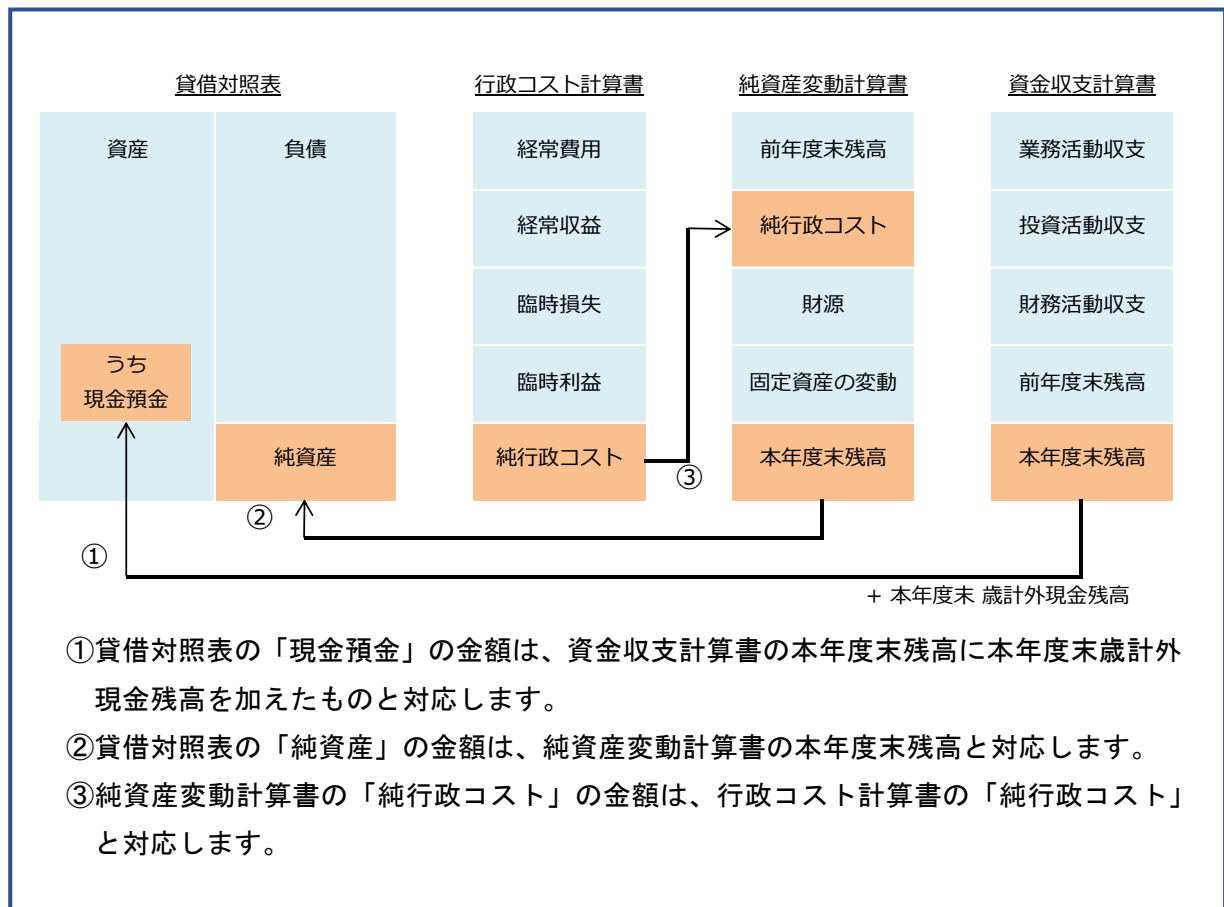 貸借対照表
行政コスト計算書
純資産変動計算書
資金収支計算書
資産
負債
経常費用
前年度末残高
業務活動収支
経常収益
純行政コスト
投資活動収支
臨時損失
財源
財務活動収支
うち
現金預金
臨時利益
固定資産の変動
前年度末残高
純資産
純行政コスト
本年度末残高
本年度末残高
③
②
①
+ 本年度末 歳計外現金残高
①貸借対照表の「現金預金」の金額は、資金収支計算書の本年度末残高に本年度末歳計外
現金残高を加えたものと対応します。
②貸借対照表の「純資産」の金額は、純資産変動計算書の本年度末残高と対応します。
③純資産変動計算書の「純行政コスト」の金額は、行政コスト計算書の「純行政コスト」
と対応します。